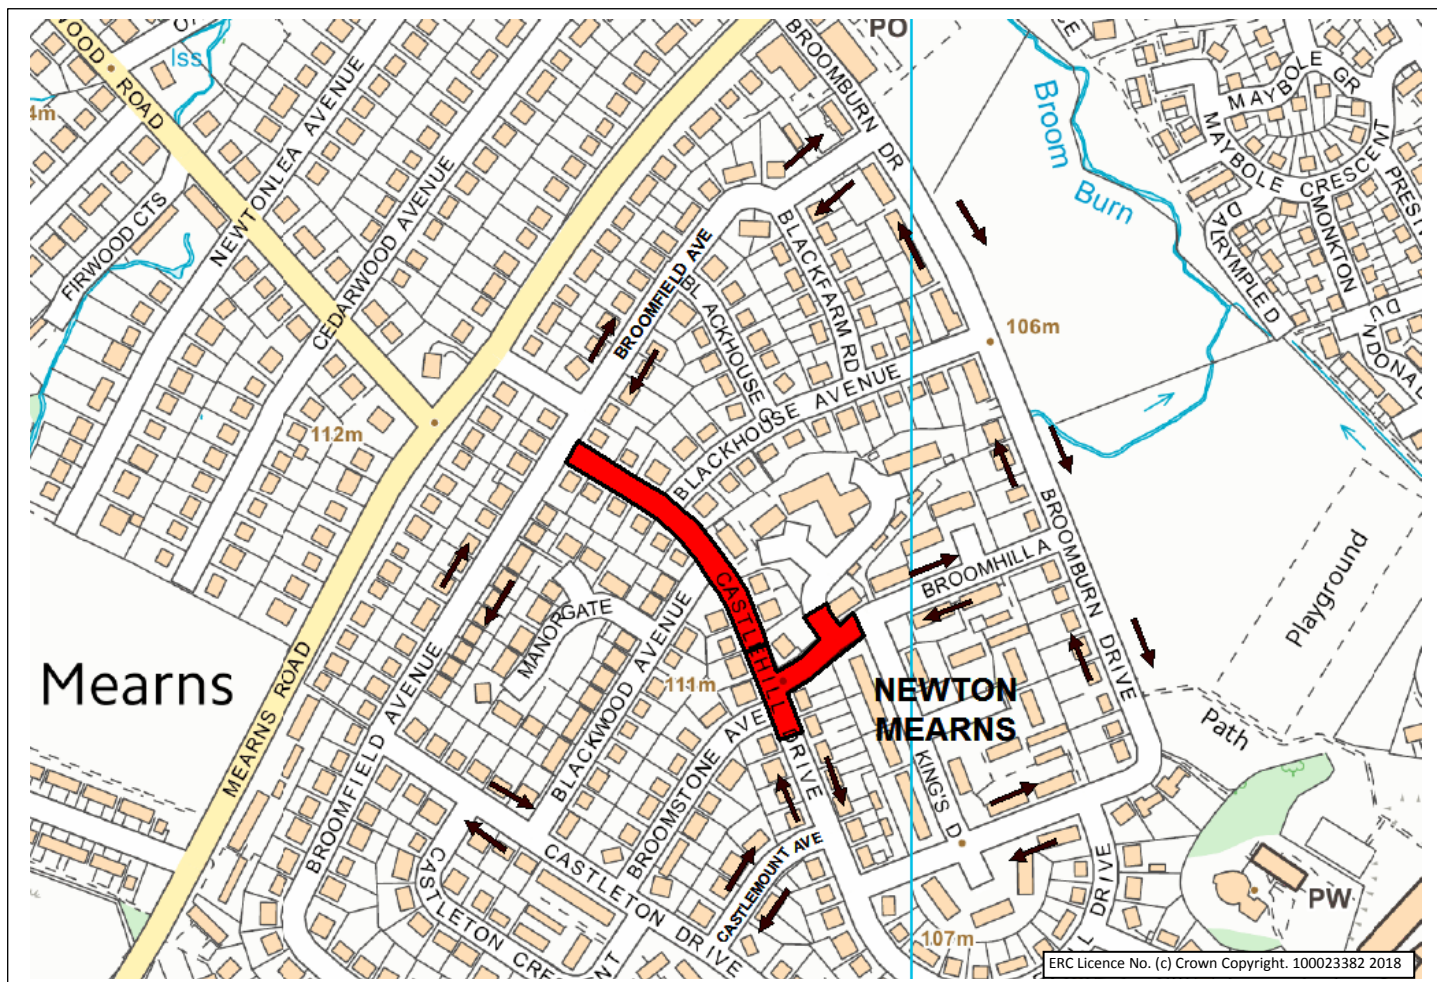 WOOD ROAD
Iss
4m
NEWTONLEA AVENUE
FIRWOOD CTS
CEDARWOOD AVENUE
112m
PO
BROOMBURN DR
Broom Burn
MAYBOLE GR
MAYBOLE CRESCENT
MONKTON
DALRYMPLE D
DUNDONAL
106m
BROOMFIELD AVE
BLACKHOUSE
BLACKFARM RD
BLACKHOUSE AVENUE
CASTLEHILL DRIVE
BROOMHILL A
BROOMBURN DRIVE
Playground
Path
MANORGATE
BLACKWOOD AVENUE
111m
BROOMSTONE AVE
Mearns
MEARNS ROAD
BROOMFIELD AVENUE
NEWTON
MEARNS
KING'S D
CASTLEMOUNT AVE
CASTLETON DRIVE
CASTLETON CRESCENT
107m
LL DRIVE
PW
ERC Licence No. (c) Crown Copyright. 100023382 2018